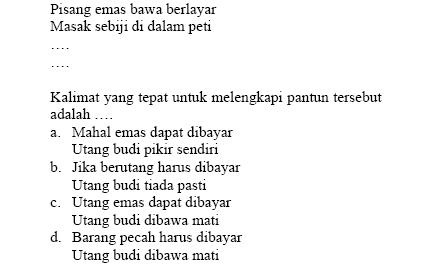 Pisang emas bawa berlayar
Masak sebiji di dalam peti
....
....
Kalimat yang tepat untuk melengkapi pantun tersebut
adalah ....
a. Mahal emas dapat dibayar
Utang budi pikir sendiri
b. Jika berutang harus dibayar
Utang budi tiada pasti
c. Utang emas dapat dibayar
Utang budi dibawa mati
d. Barang pecah harus dibayar
Utang budi dibawa mati